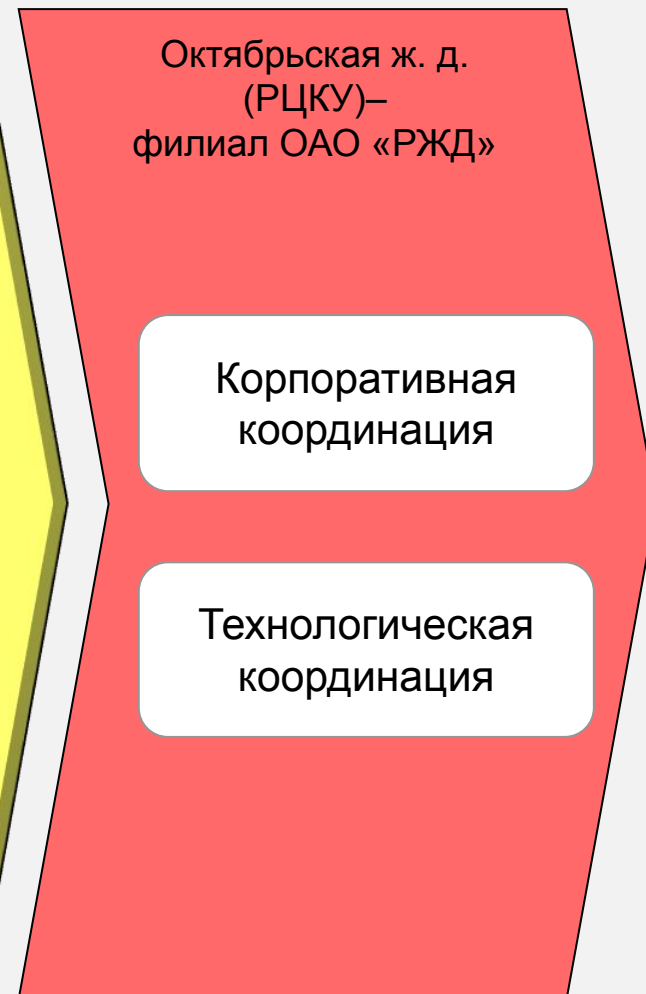 Октябрьская ж. д.
(РЦКУ)–
филиал ОАО «РЖД»
Корпоративная
координация
Технологическая
координация